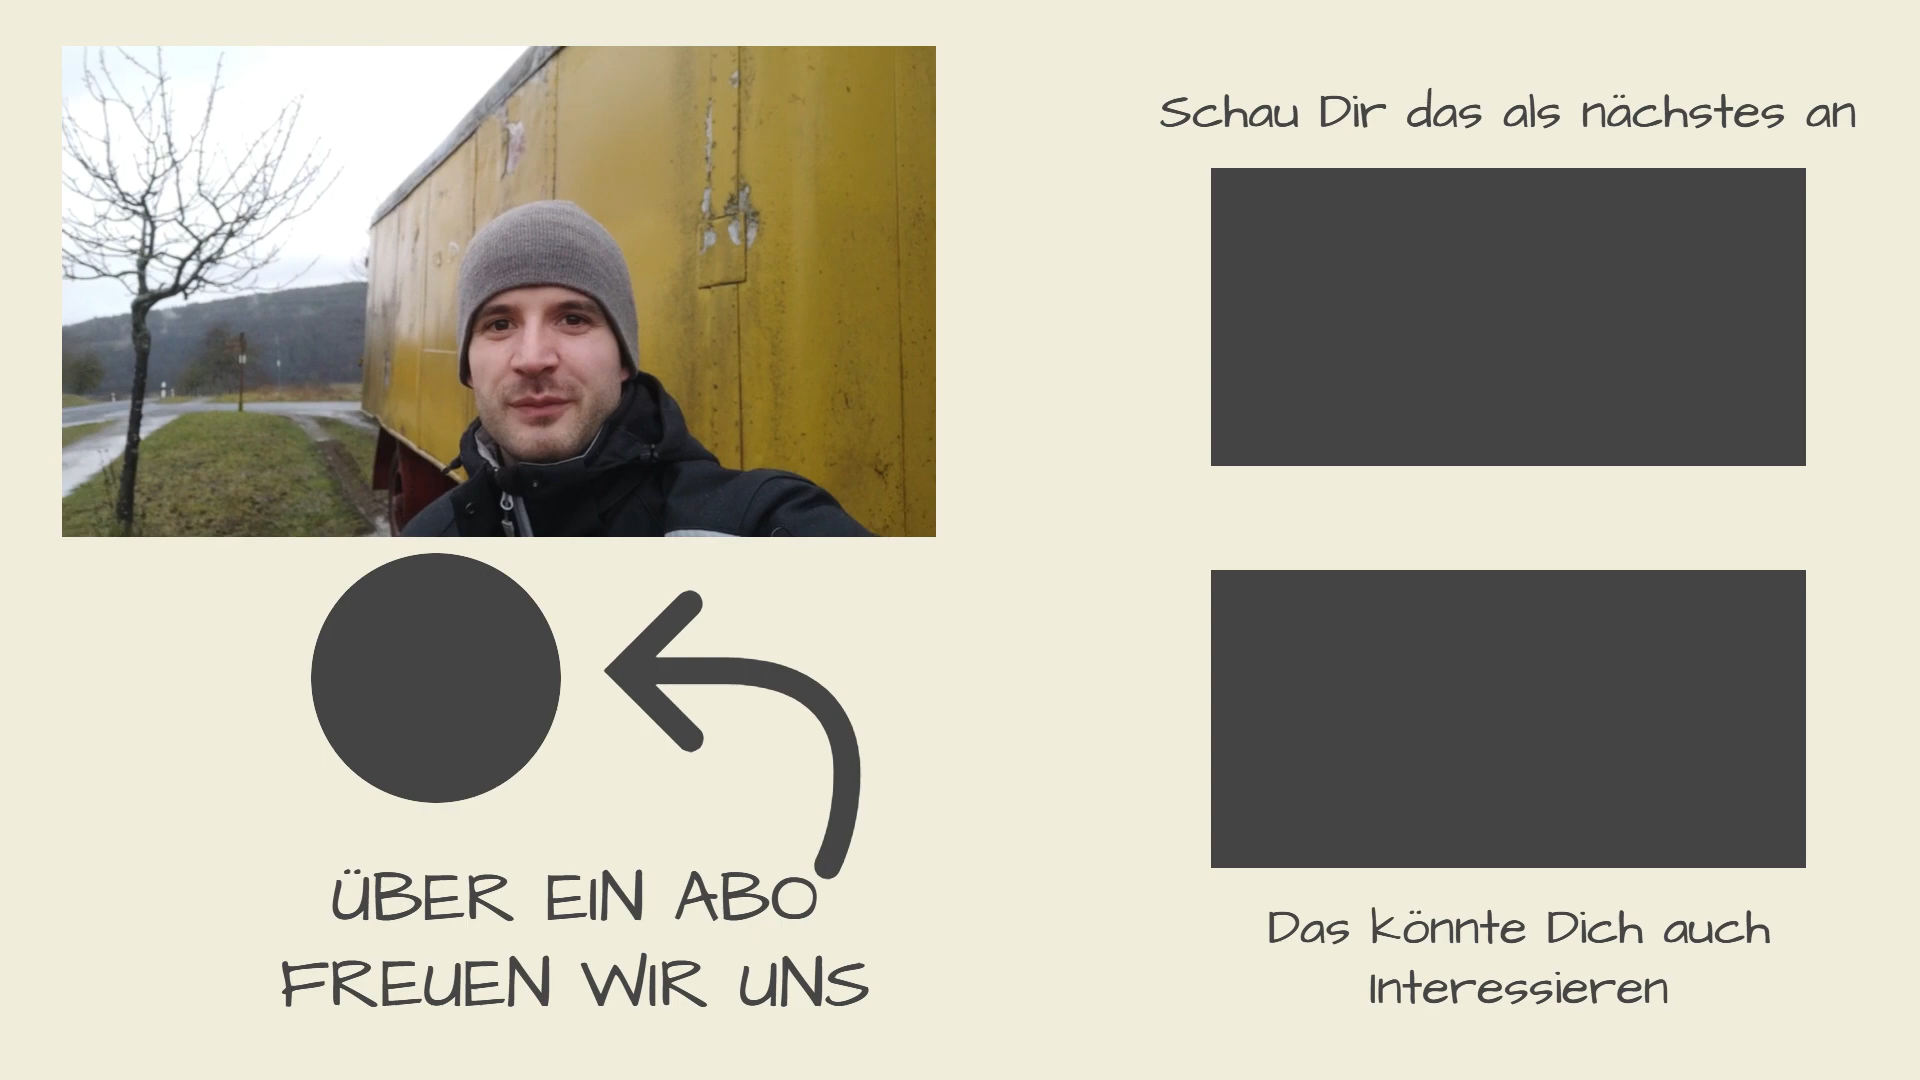 Schau Dir das als nächstes an
ÜBER EIN ABO
FREUEN WIR UNS
Das könnte Dich auch
Interessieren